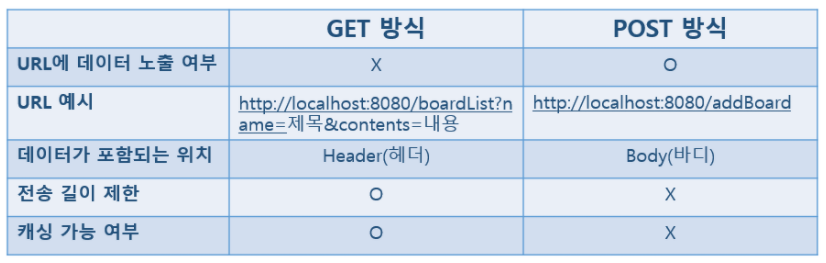 GET 방식 POST 방식
URL에 데이터 노출 여부 X O
URL 예시 http://localhost:8080/boardList?n http://localhost:8080/addBoard
ame=제목&contents=내용
데이터가 포함되는 위치 Header(헤더) Body(바디)
전송 길이 제한 O X
캐싱 가능 여부 O X